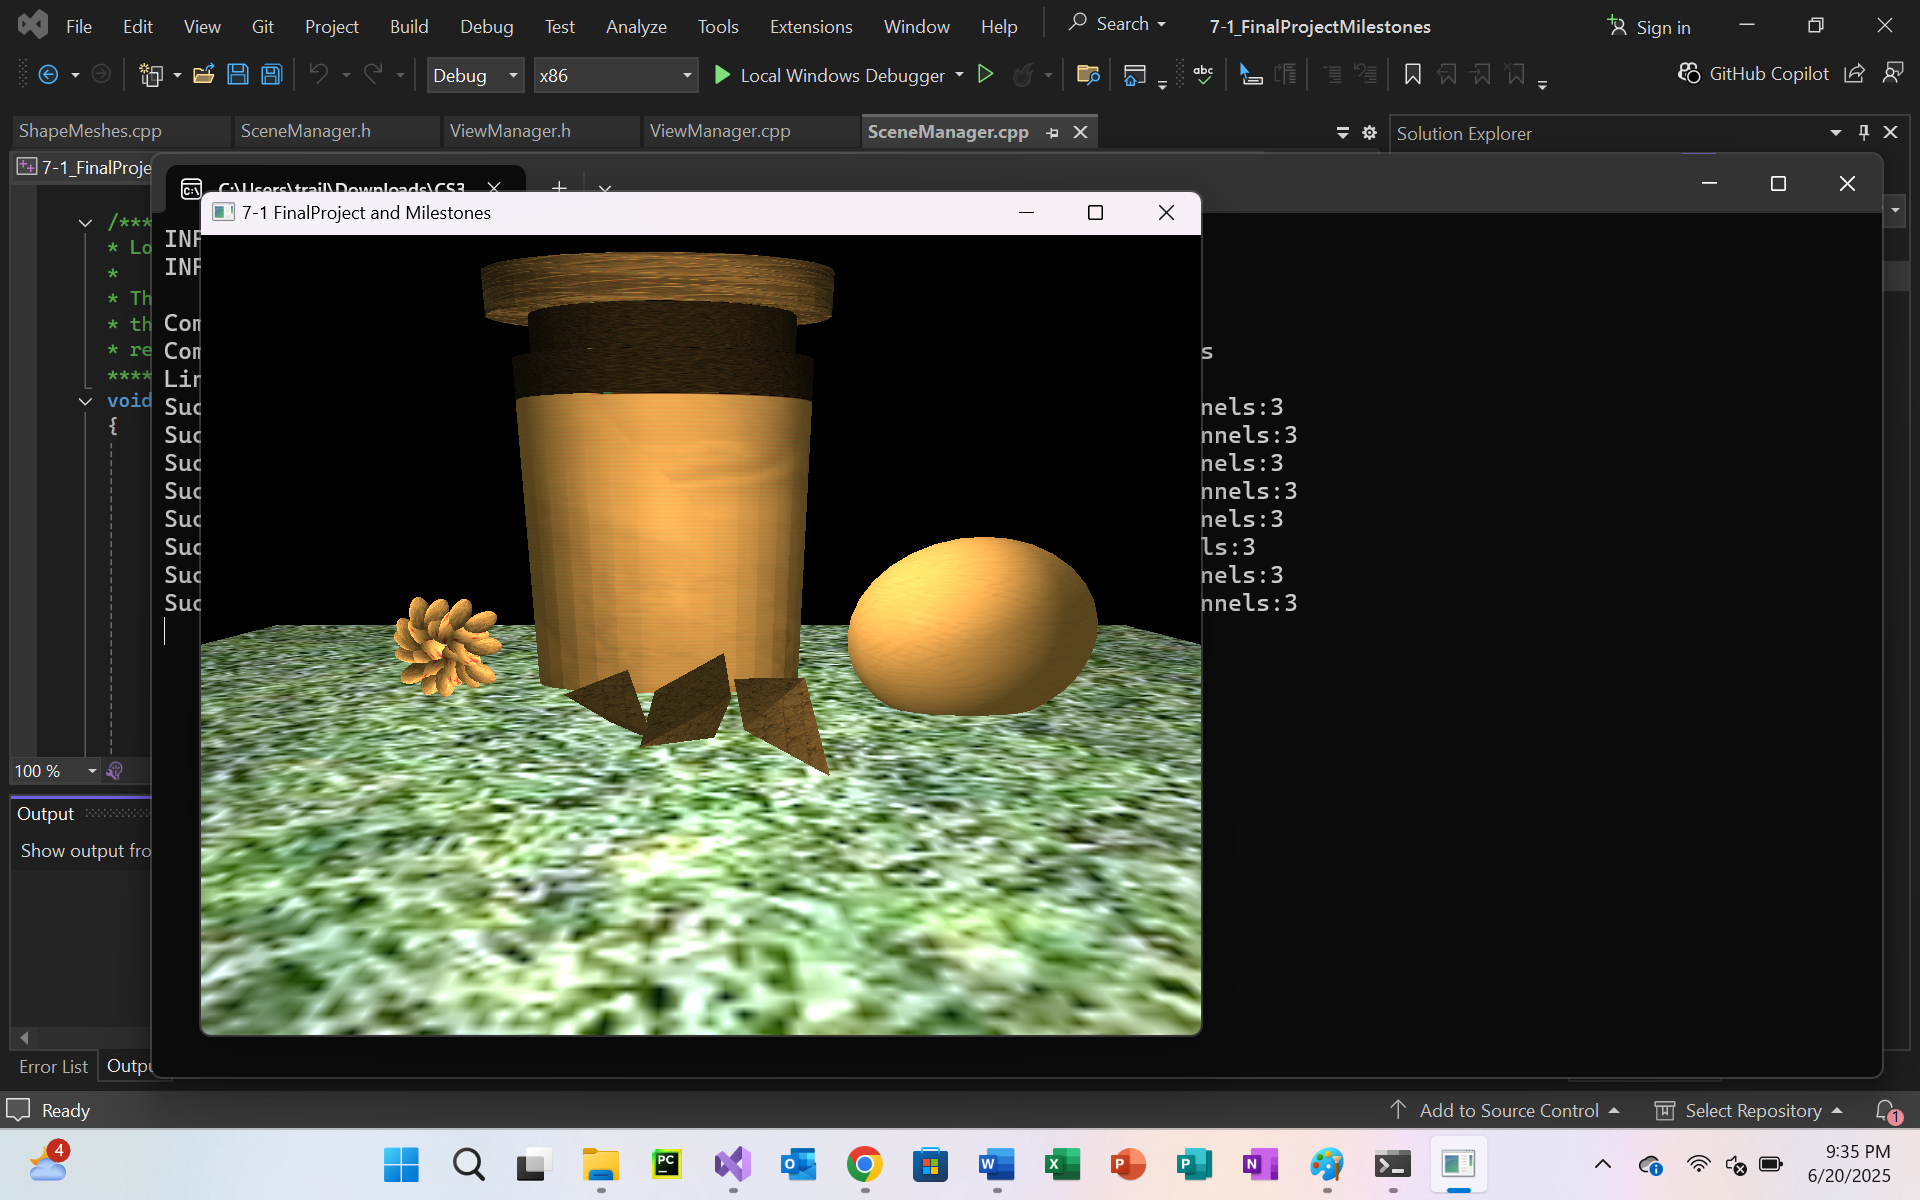 File Edit View Git Project Build Debug Test Analyze Tools Extensions Window Help Search 7-1_FinalProjectMilestones Sign in
Debug x86 Local Windows Debugger abc GitHub Copilot
ShapeMeshes.cpp SceneManager.h ViewManager.h ViewManager.cpp SceneManager.cpp Solution Explorer
7-1_FinalProje
C:\Users\trail\Downloads\CS3
7-1 FinalProject and Milestones
/***
* Lo
*
* Th
* th
* re
****
void
{
INF
INF
Com
Com s
Lin
Suc nels:3
Suc nnels:3
Suc nels:3
Suc nnels:3
Suc nels:3
Suc ls:3
Suc nels:3
Suc nnels:3
100 %
Output
Show output fro
Error List Outpu
Ready Add to Source Control Select Repository 1
4
PC
9:35 PM
6/20/2025